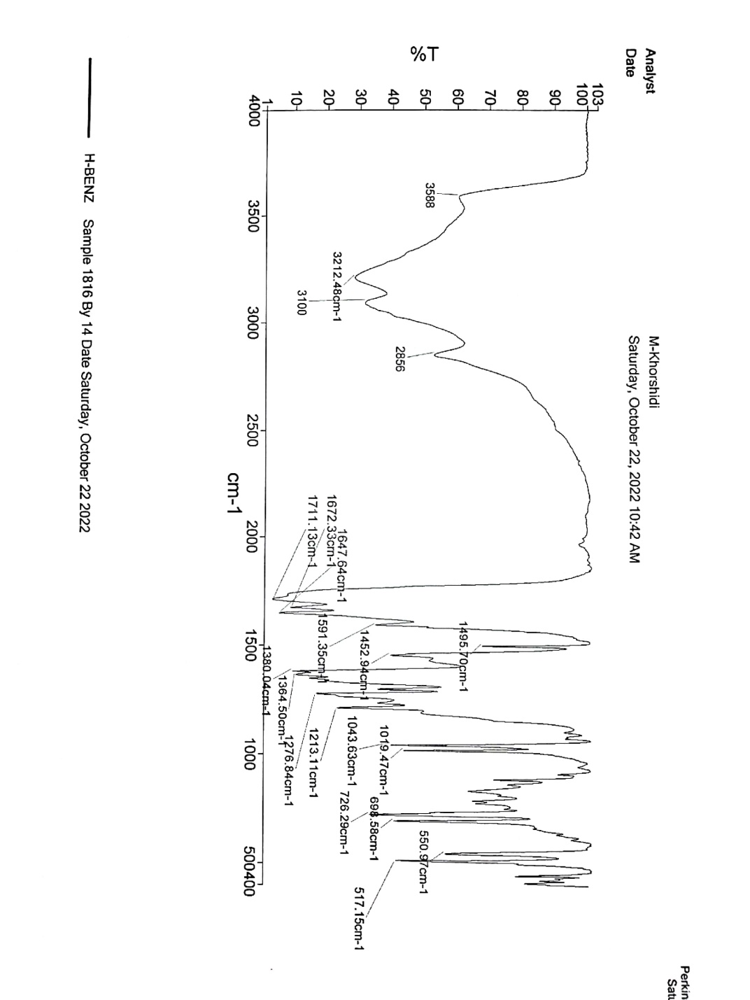 Analyst M-Khorshidi
Date Saturday, October 22, 2022 10:42 AM
Perkin
%T
103
100
90
80
70
60
50
40
30
20
10
1
4000 3500 3000 2500 2000 1500 1000 500 400
cm-1
3588
3212.48cm-1
3100
2856
1711.13cm-1
1672.33cm-1
1647.64cm-1
1591.35cm-1
1495.70cm-1
1452.94cm-1
1380.04cm-1
1364.50cm-1
1276.84cm-1
1213.11cm-1
1043.63cm-1
1019.47cm-1
726.29cm-1
698.58cm-1
550.97cm-1
517.15cm-1
H-BENZ Sample 1816 By 14 Date Saturday, October 22 2022